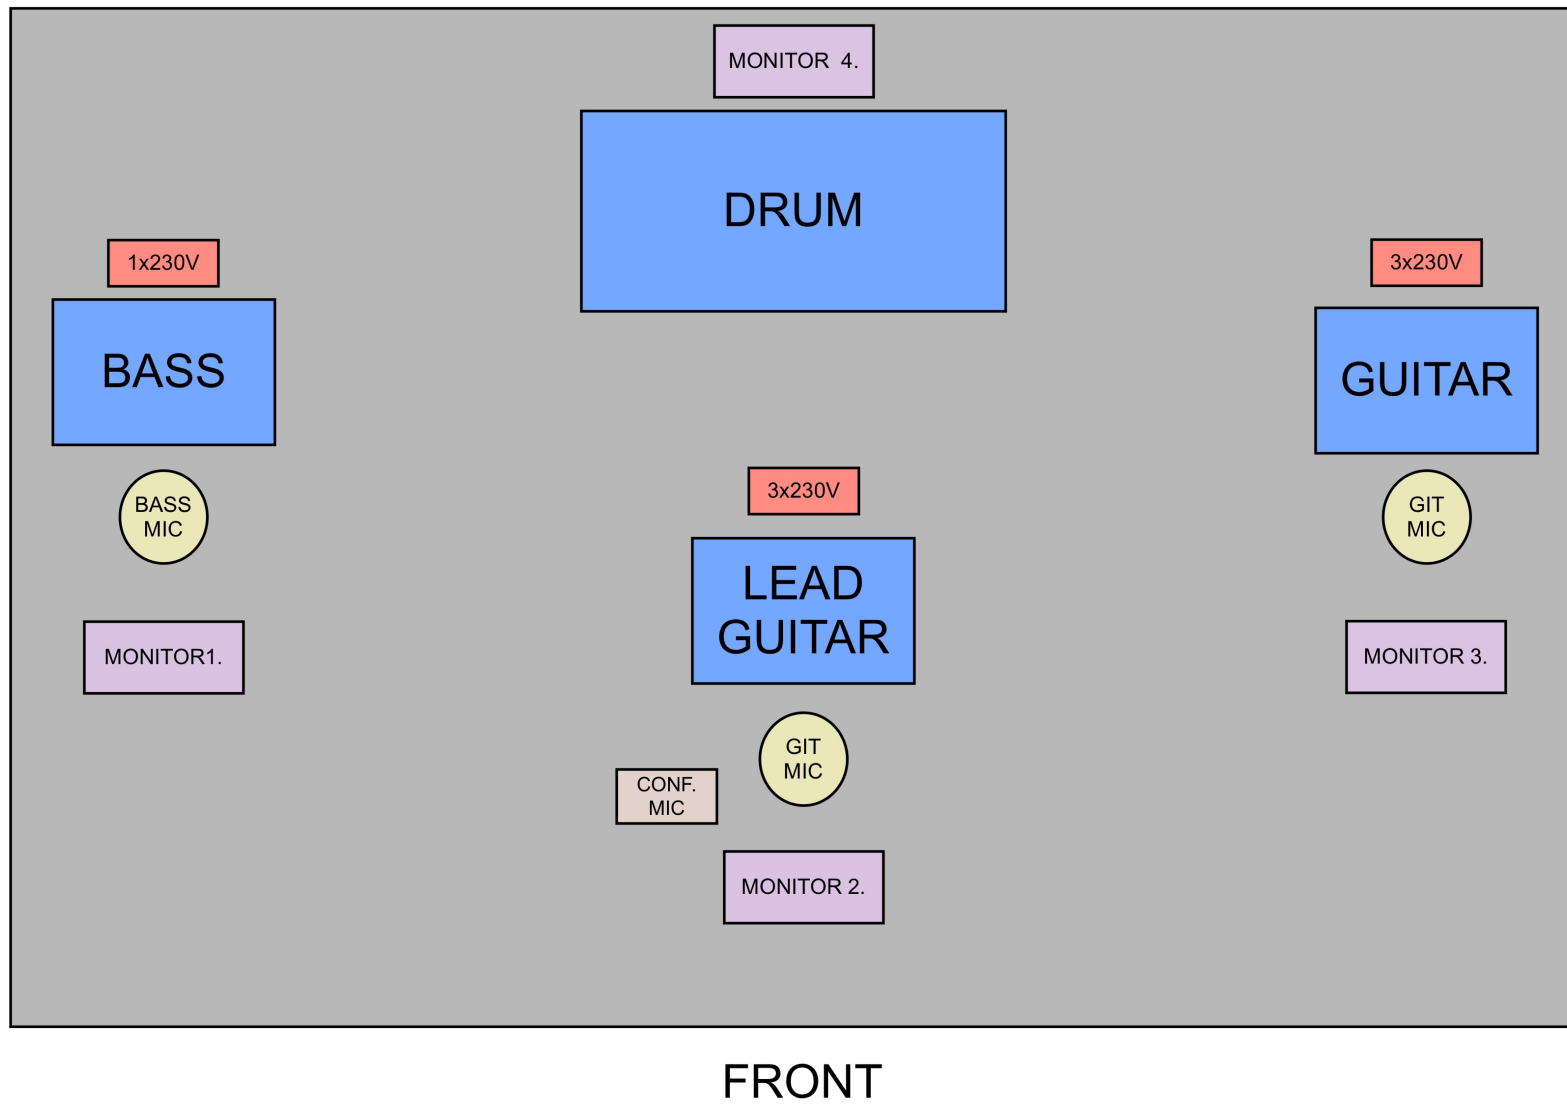 MONITOR  4.
DRUM
1x230V
3x230V
BASS
GUITAR
BASS
MIC
3x230V
GIT
MIC
LEAD
GUITAR
MONITOR1.
MONITOR 3.
GIT
MIC
CONF.
MIC
MONITOR 2.
FRONT